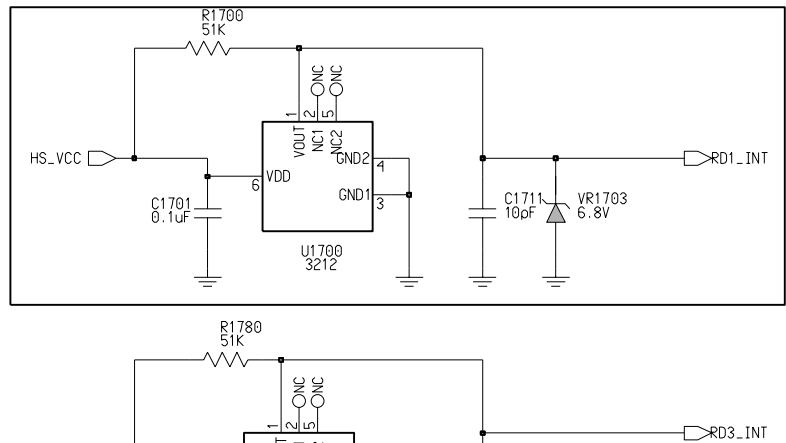 R1700
51K
NC
NC
1
2
5
VOUT
NC1
NC2
GND2
4
HS_VCC
RD1_INT
6
VDD
GND1
3
C1701
0.1uF
C1711
10pF
VR1703
6.8V
U1700
3212
R1780
51K
NC
NC
1
2
5
RD3_INT